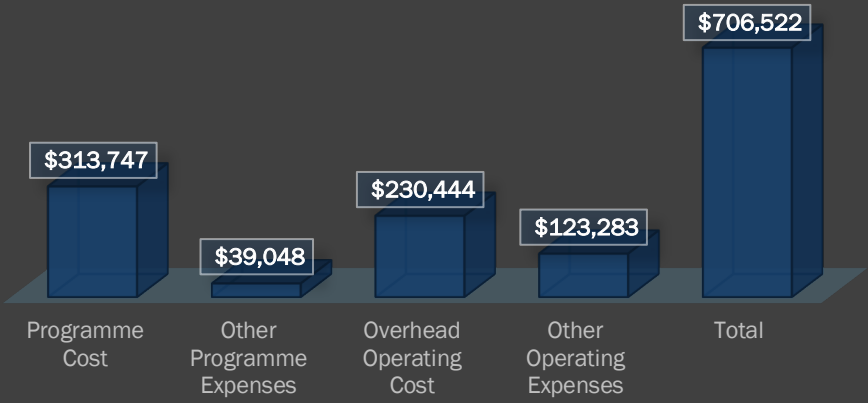 $706,522
$313,747
$230,444
$123,283
$39,048
Programme
Cost
Other
Programme
Expenses
Overhead
Operating
Cost
Other
Operating
Expenses
Total